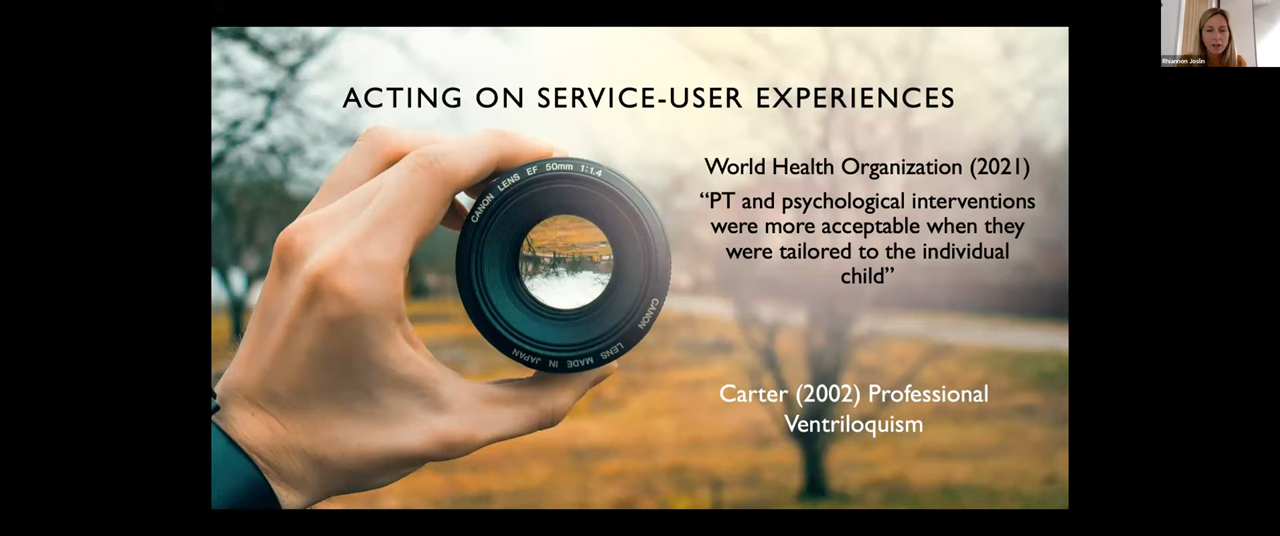 ACTING ON SERVICE-USER EXPERIENCES
World Health Organization (2021)
“PT and psychological interventions
were more acceptable when they
were tailored to the individual
child”
Carter (2002) Professional
Ventriloquism
CANON LENS EF 50mm 1:1.4
CANON
LENS MADE IN JAPAN
Rhiannon Joslin